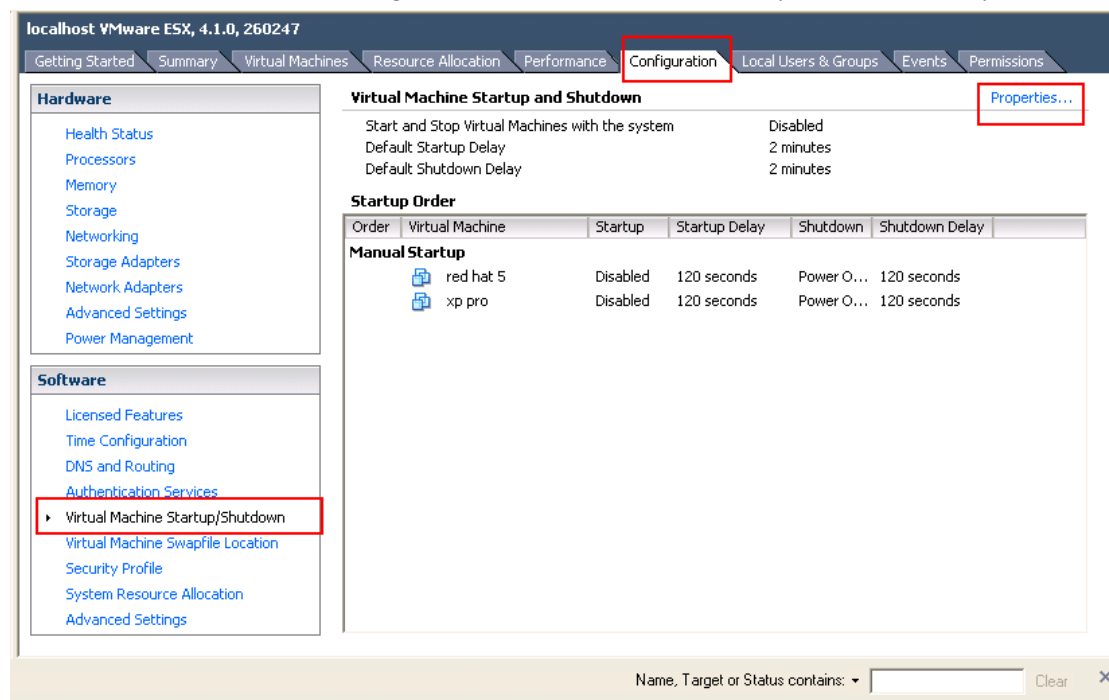 localhost VMware ESX, 4.1.0, 260247
Getting Started Summary Virtual Machines Resource Allocation Performance Configuration Local Users & Groups Events Permissions
Hardware
Health Status
Processors
Memory
Storage
Networking
Storage Adapters
Network Adapters
Advanced Settings
Power Management
Software
Licensed Features
Time Configuration
DNS and Routing
Authentication Services
Virtual Machine Startup/Shutdown
Virtual Machine Swapfile Location
Security Profile
System Resource Allocation
Advanced Settings
Virtual Machine Startup and Shutdown Properties...
Start and Stop Virtual Machines with the system Disabled
Default Startup Delay 2 minutes
Default Shutdown Delay 2 minutes
Startup Order
Order Virtual Machine Startup Startup Delay Shutdown Shutdown Delay
Manual Startup
red hat 5 Disabled 120 seconds Power O... 120 seconds
xp pro Disabled 120 seconds Power O... 120 seconds
Name, Target or Status contains: Clear